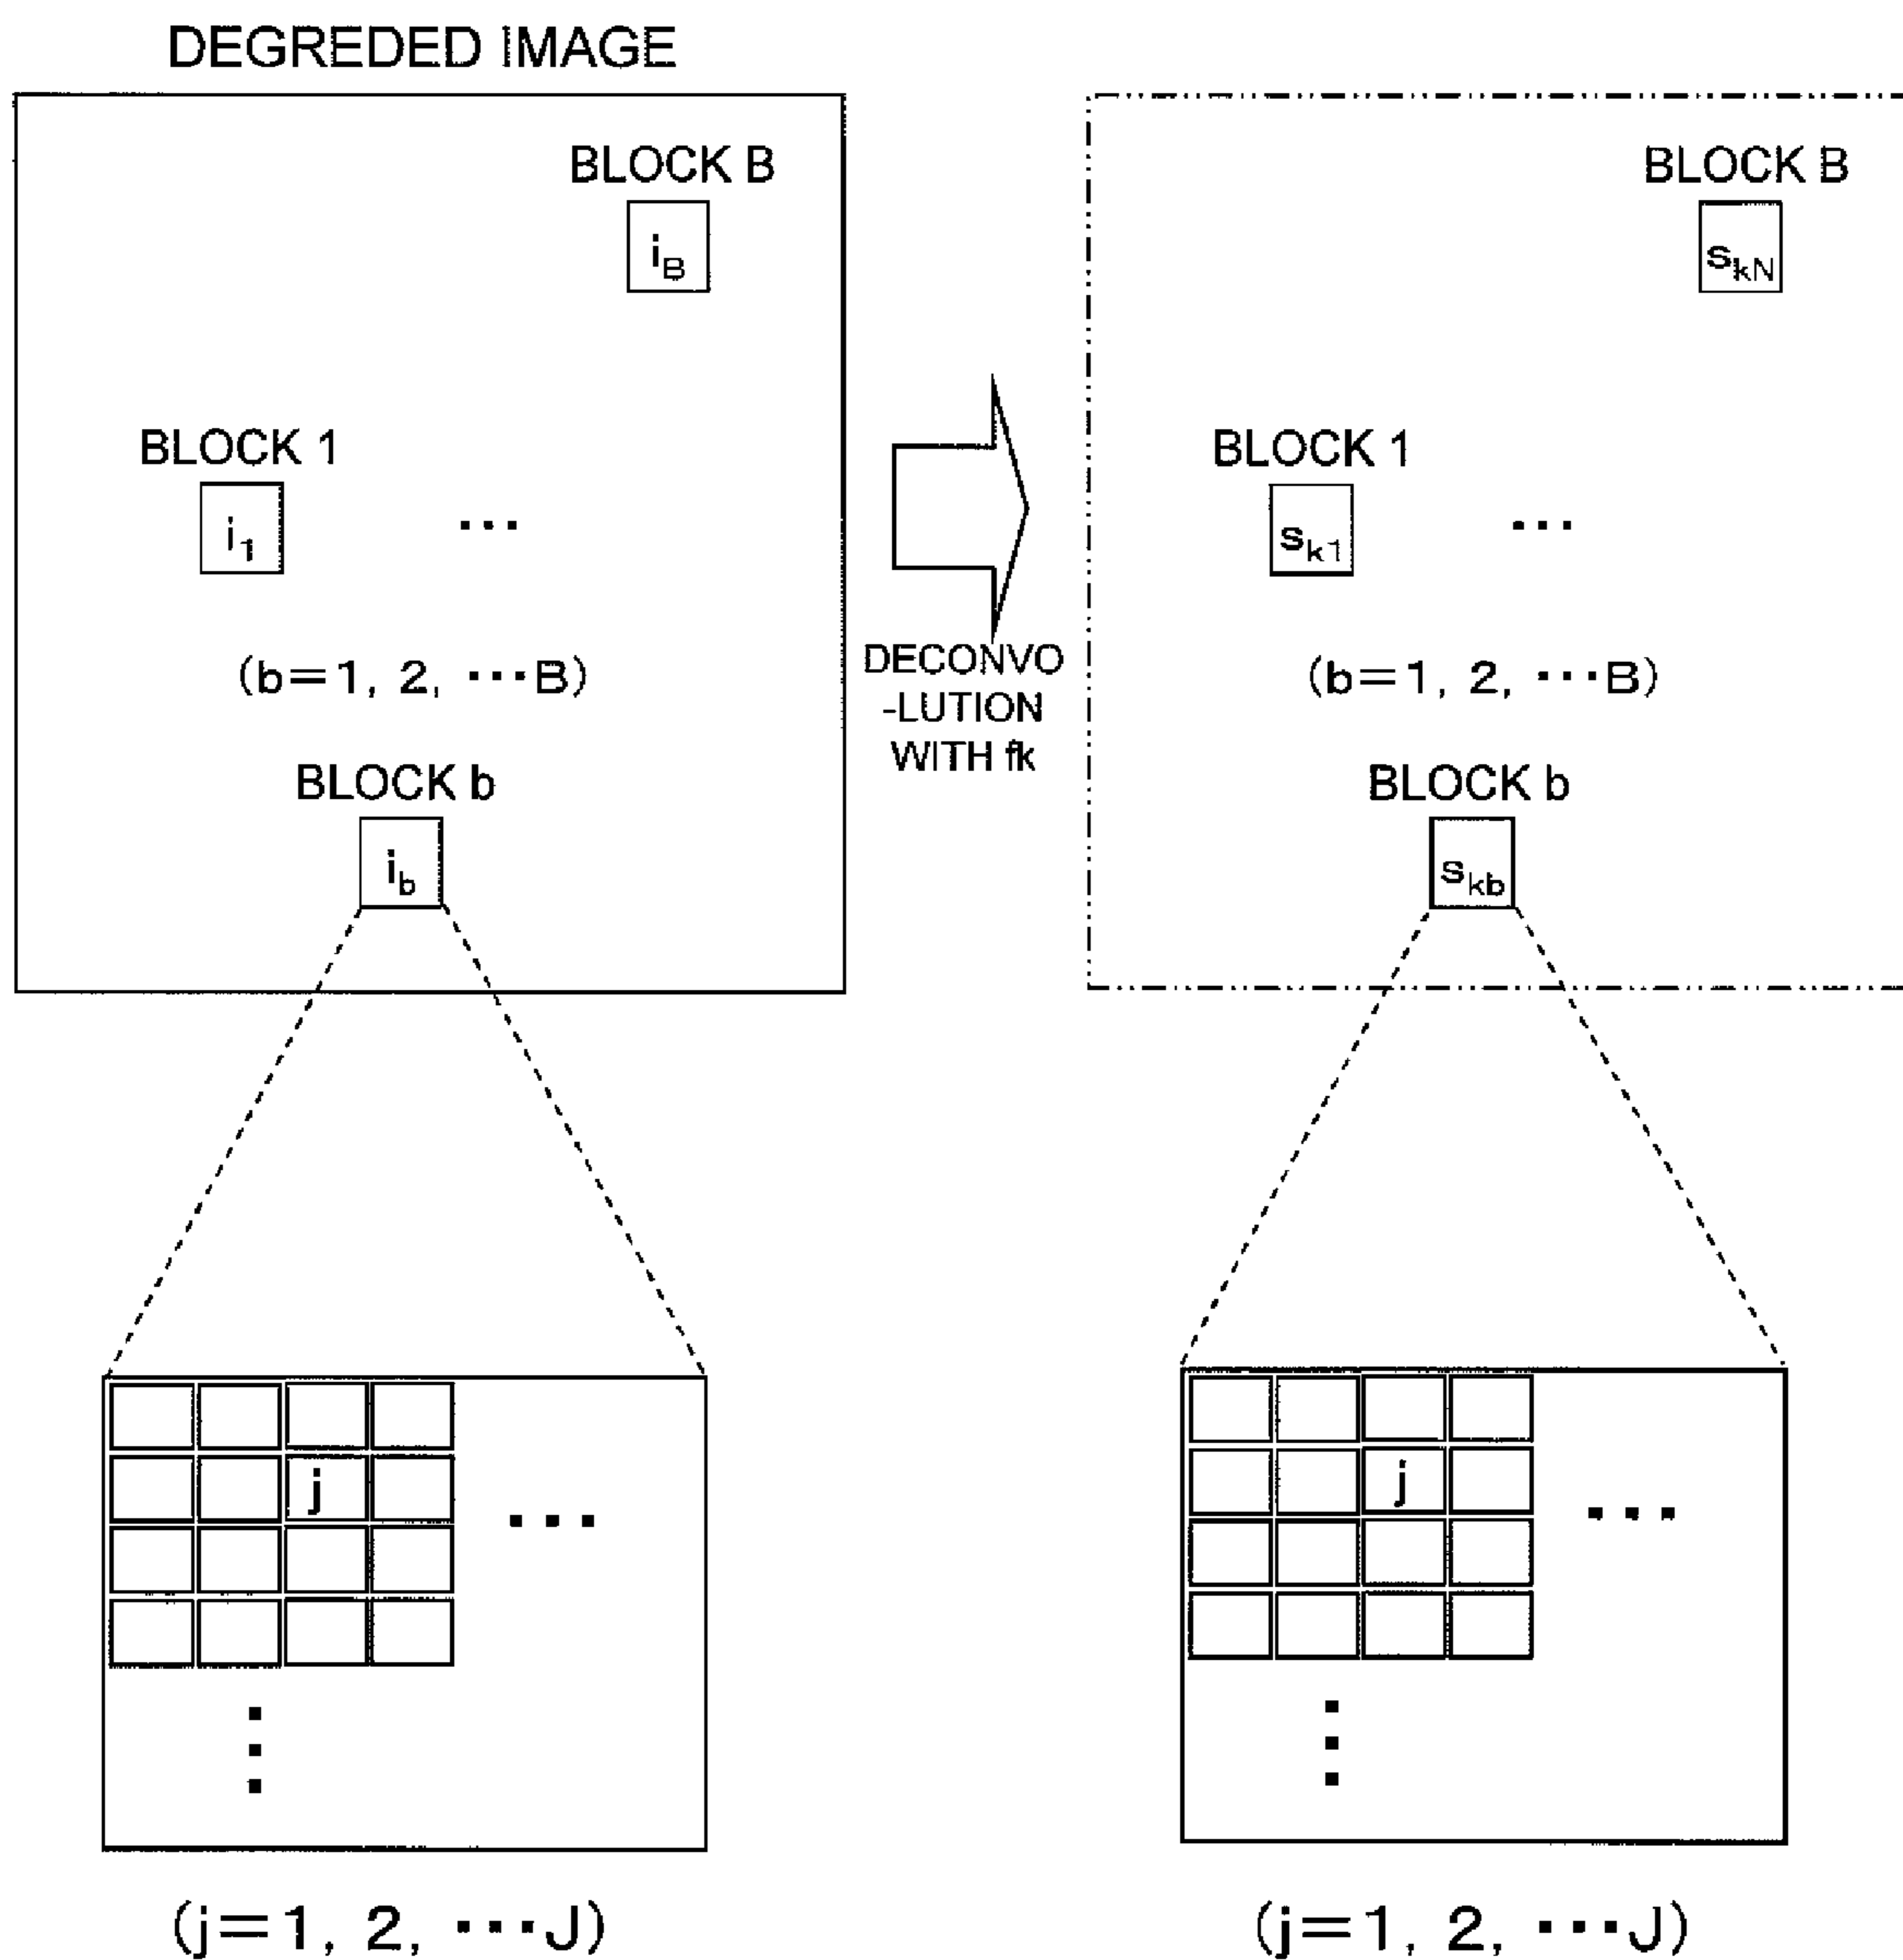 DEGREDED IMAGE
BLOCK B
i_B
BLOCK 1
i_1
...
(b=1, 2, ...B)
BLOCK b
i_b
DECONVO
-LUTION
WITH fk
BLOCK B
s_kN
BLOCK 1
s_k1
...
(b=1, 2, ...B)
BLOCK b
s_kb
j
...
(j=1, 2, ...J)
j
...
(j=1, 2, ...J)